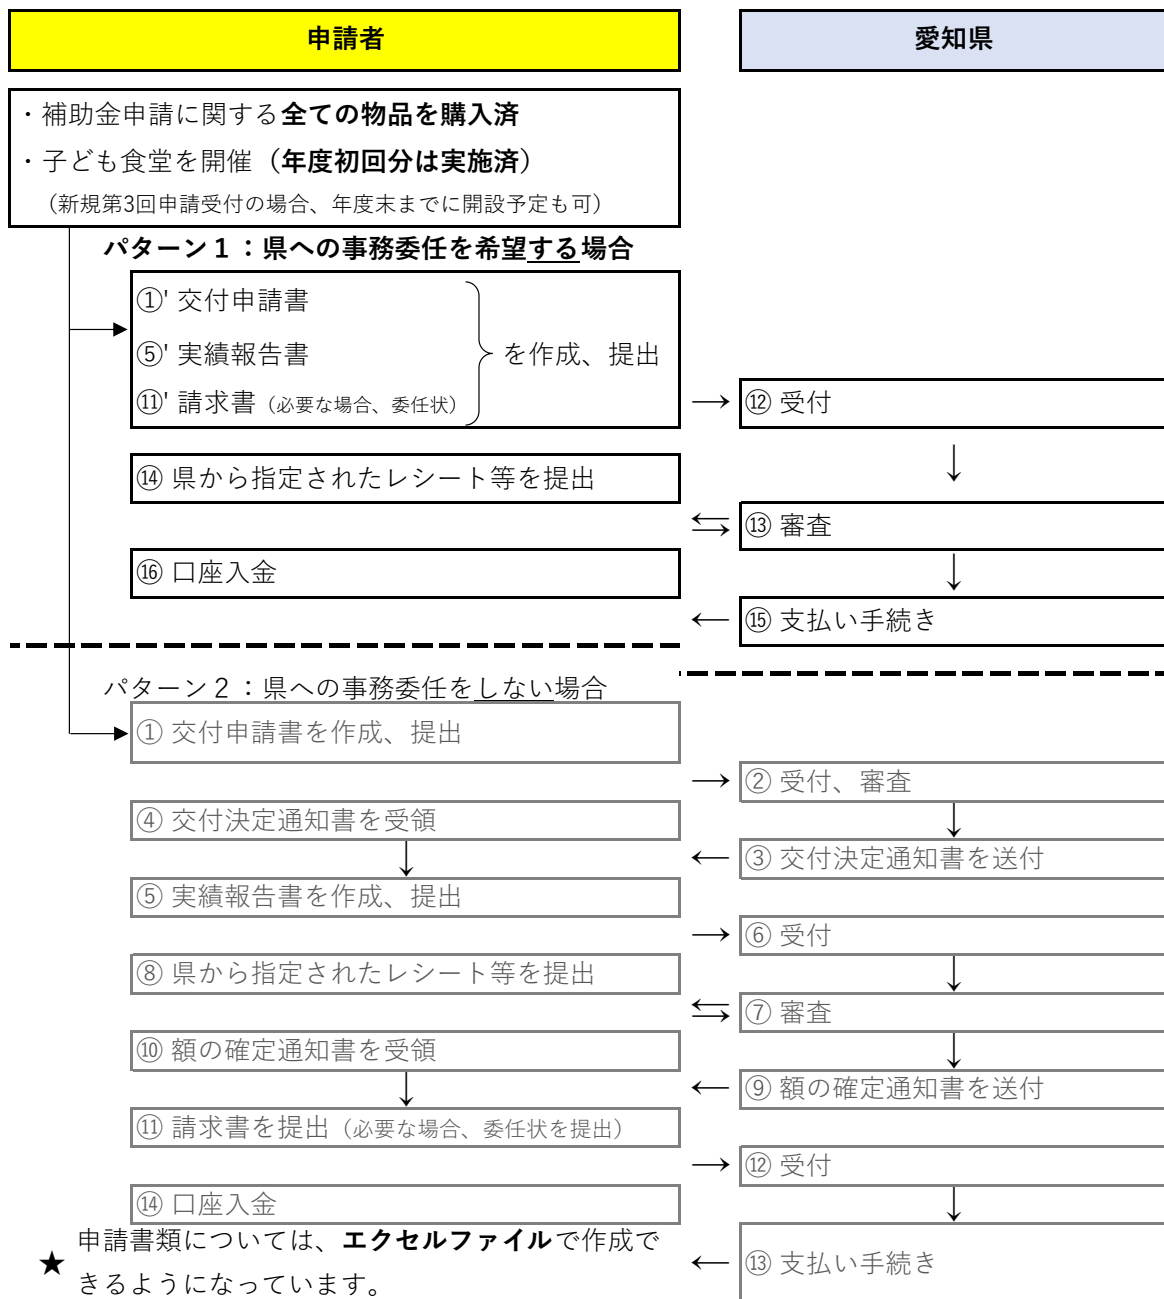 申請者
愛知県
・補助金申請に関する全ての物品を購入済
・子ども食堂を開催（年度初回分は実施済）
（新規第3回申請受付の場合、年度末までに開設予定も可）
パターン１：県への事務委任を希望する場合
①' 交付申請書
⑤' 実績報告書
を作成、提出
⑪' 請求書（必要な場合、委任状）
→
⑫ 受付
↓
⑭ 県から指定されたレシート等を提出
⑬ 審査
⑯ 口座入金
↓
←
⑮ 支払い手続き
パターン２：県への事務委任をしない場合
① 交付申請書を作成、提出
→
② 受付、審査
④ 交付決定通知書を受領
↓
↓
←
③ 交付決定通知書を送付
⑤ 実績報告書を作成、提出
→
⑥ 受付
⑧ 県から指定されたレシート等を提出
↓
⑦ 審査
⑩ 額の確定通知書を受領
↓
↓
←
⑨ 額の確定通知書を送付
⑪ 請求書を提出（必要な場合、委任状を提出）
→
⑫ 受付
⑭ 口座入金
↓
←
⑬ 支払い手続き
★ 申請書類については、エクセルファイルで作成で
きるようになっています。